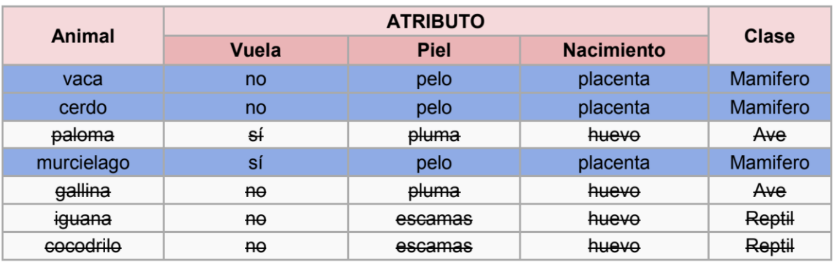 Animal ATRIBUTO Clase
Vuela Piel Nacimiento
vaca no pelo placenta Mamifero
cerdo no pelo placenta Mamifero
paloma sí pluma huevo Ave
murcielago sí pelo placenta Mamifero
gallina no pluma huevo Ave
iguana no escamas huevo Reptil
cocodrilo no escamas huevo Reptil